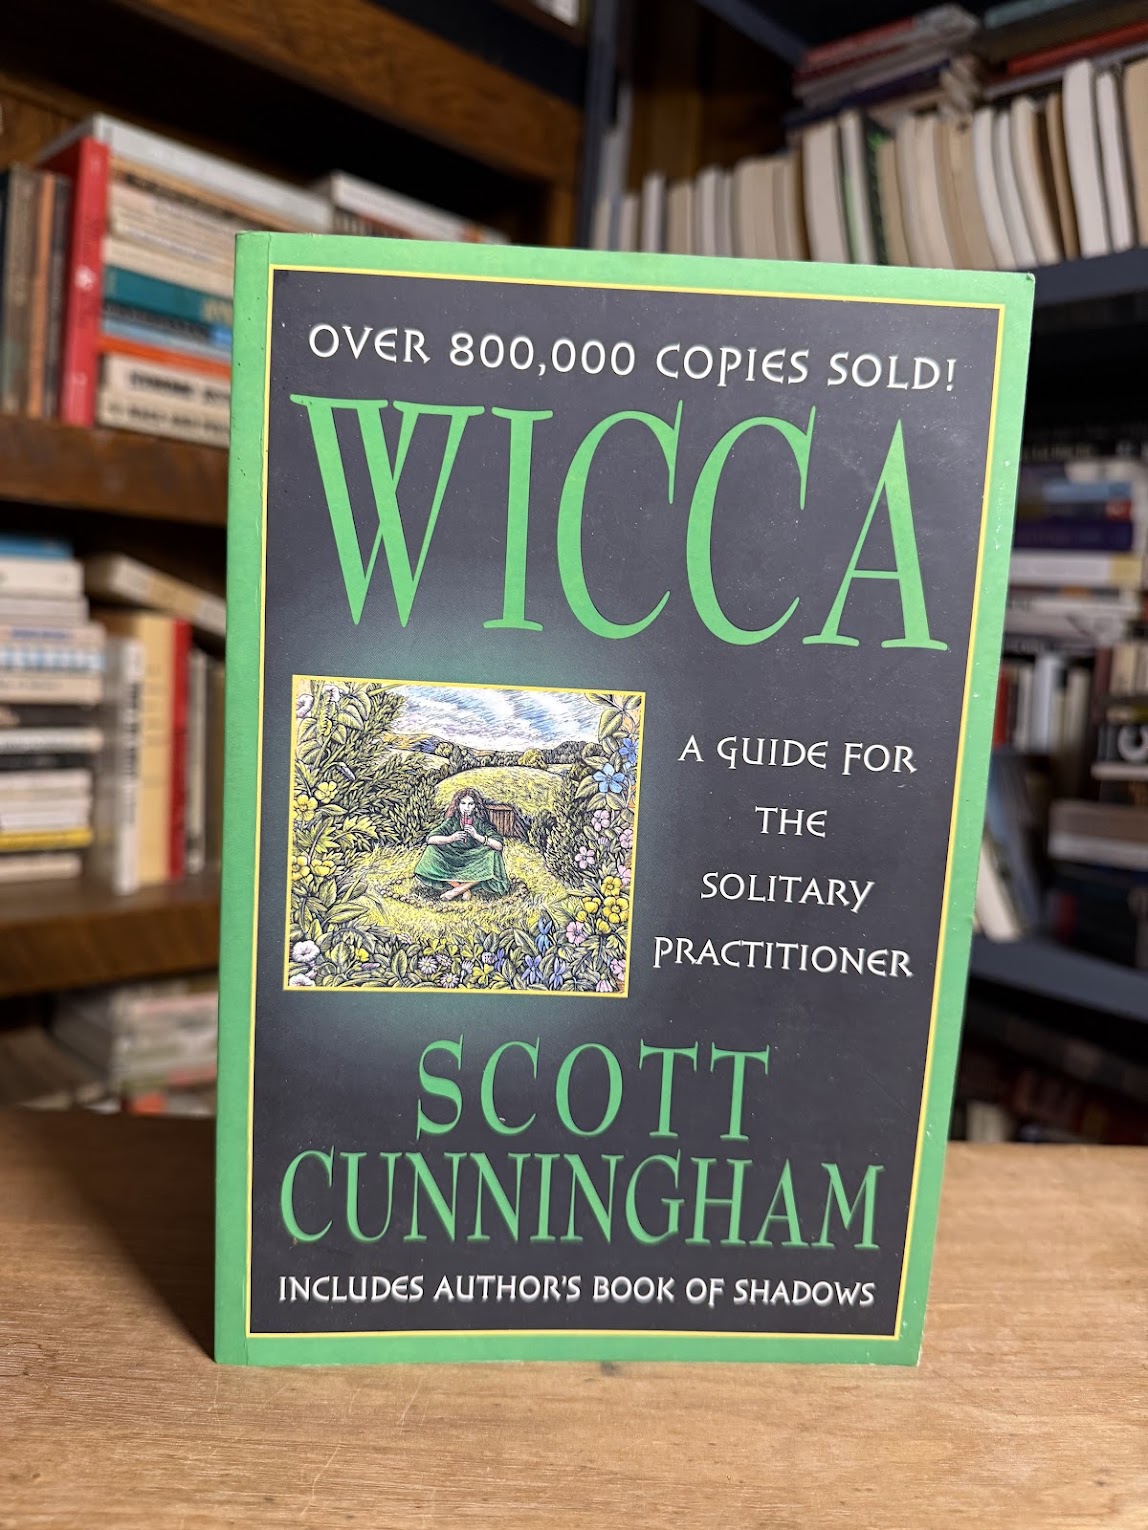 OVER 800,000 COPIES SOLD!
WICCA
A GUIDE FOR
THE
SOLITARY
PRACTITIONER
SCOTT
CUNNINGHAM
INCLUDES AUTHOR'S BOOK OF SHADOWS